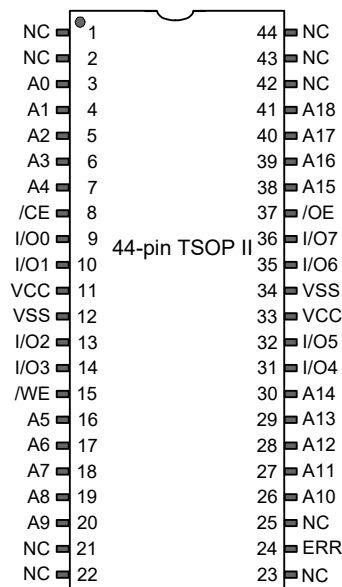 NC 1 44 NC
NC 2 43 NC
A0 3 42 NC
A1 4 41 A18
A2 5 40 A17
A3 6 39 A16
A4 7 38 A15
/CE 8 37 /OE
I/O0 9 44-pin TSOP II 36 I/O7
I/O1 10 35 I/O6
VCC 11 34 VSS
VSS 12 33 VCC
I/O2 13 32 I/O5
I/O3 14 31 I/O4
/WE 15 30 A14
A5 16 29 A13
A6 17 28 A12
A7 18 27 A11
A8 19 26 A10
A9 20 25 NC
NC 21 24 ERR
NC 22 23 NC